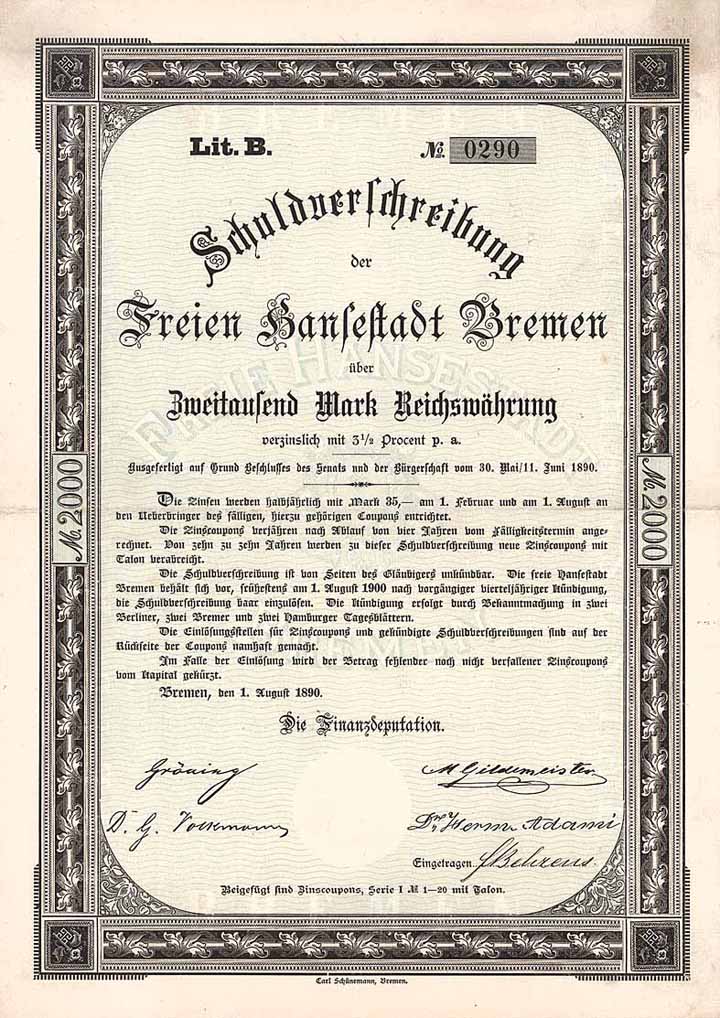 Lit. B. № 0290
Schuldverschreibung
der
Freien Hansestadt Bremen
über
Zweitausend Mark Reichswährung
verzinslich mit 3½ Procent p. a.
Ausgefertigt auf Grund Beschlusses des Senats und der Bürgerschaft vom 30. Mai/11. Juni 1890.
Die Zinsen werden halbjährlich mit Mark 35,— am 1. Februar und am 1. August an
den Ueberbringer des fälligen, hierzu gehörigen Coupons entrichtet.
Die Zinscoupons verjähren nach Ablauf von vier Jahren vom Fälligkeitstermin ange-
rechnet. Von zehn zu zehn Jahren werden zu dieser Schuldverschreibung neue Zinscoupons mit
Talon verabreicht.
Die Schuldverschreibung ist von Seiten des Gläubigers unkündbar. Die freie Hansestadt
Bremen behält sich vor, frühestens am 1. August 1900 nach vorgängiger vierteljähriger Kündigung,
die Schuldverschreibung baar einzulösen. Die Kündigung erfolgt durch Bekanntmachung in zwei
Berliner, zwei Bremer und zwei Hamburger Tagesblättern.
Die Einlösungsstellen für Zinscoupons und gekündigte Schuldverschreibungen sind auf der
Rückseite der Coupons namhaft gemacht.
Im Falle der Einlösung wird der Betrag fehlender noch nicht verfallener Zinscoupons
vom Kapital gekürzt.
Bremen, den 1. August 1890.
Die Finanzdeputation.
Gröning
M Gildemeister
D. G. Volkmann
Dr. Herm Adami
Eingetragen. J Behrens.
Beigefügt sind Zinscoupons, Serie I № 1—20 mit Talon.
M. 2000
M. 2000
FREIE HANSESTADT
BREMEN
Carl Schünemann, Bremen.